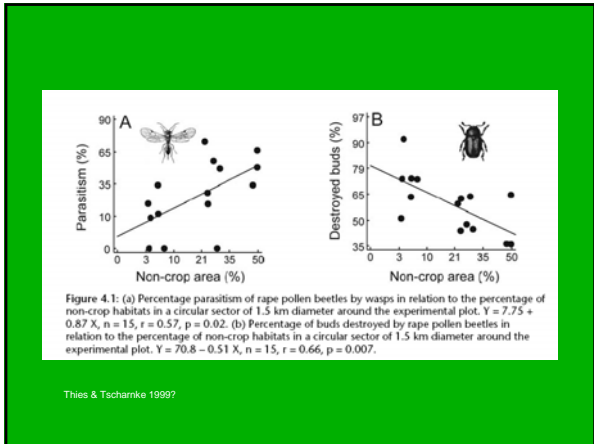 A
90
65
35
10
0
Parasitism (%)
0 3 10 21 35 50
Non-crop area (%)
B
97
90
79
65
50
35
Destroyed buds (%)
0 3 10 21 35 50
Non-crop area (%)
Figure 4.1: (a) Percentage parasitism of rape pollen beetles by wasps in relation to the percentage of
non-crop habitats in a circular sector of 1.5 km diameter around the experimental plot. Y = 7.75 +
0.87 X, n = 15, r = 0.57, p = 0.02. (b) Percentage of buds destroyed by rape pollen beetles in
relation to the percentage of non-crop habitats in a circular sector of 1.5 km diameter around the
experimental plot. Y = 70.8 – 0.51 X, n = 15, r = 0.66, p = 0.007.
Thies & Tscharnke 1999?